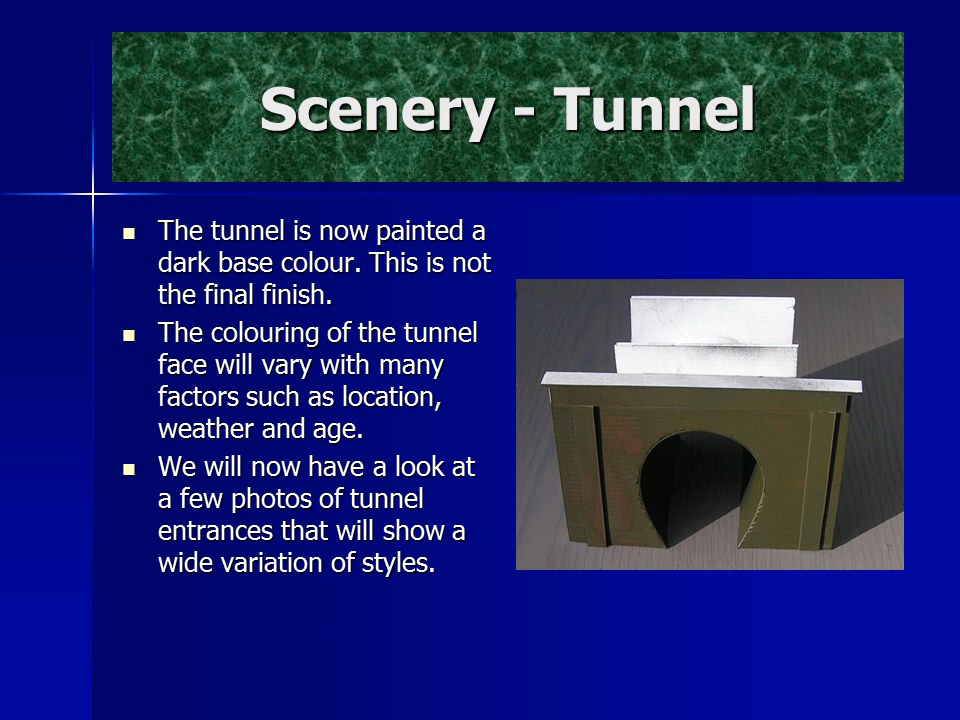 Scenery - Tunnel
The tunnel is now painted a
dark base colour. This is not
the final finish.
The colouring of the tunnel
face will vary with many
factors such as location,
weather and age.
We will now have a look at
a few photos of tunnel
entrances that will show a
wide variation of styles.